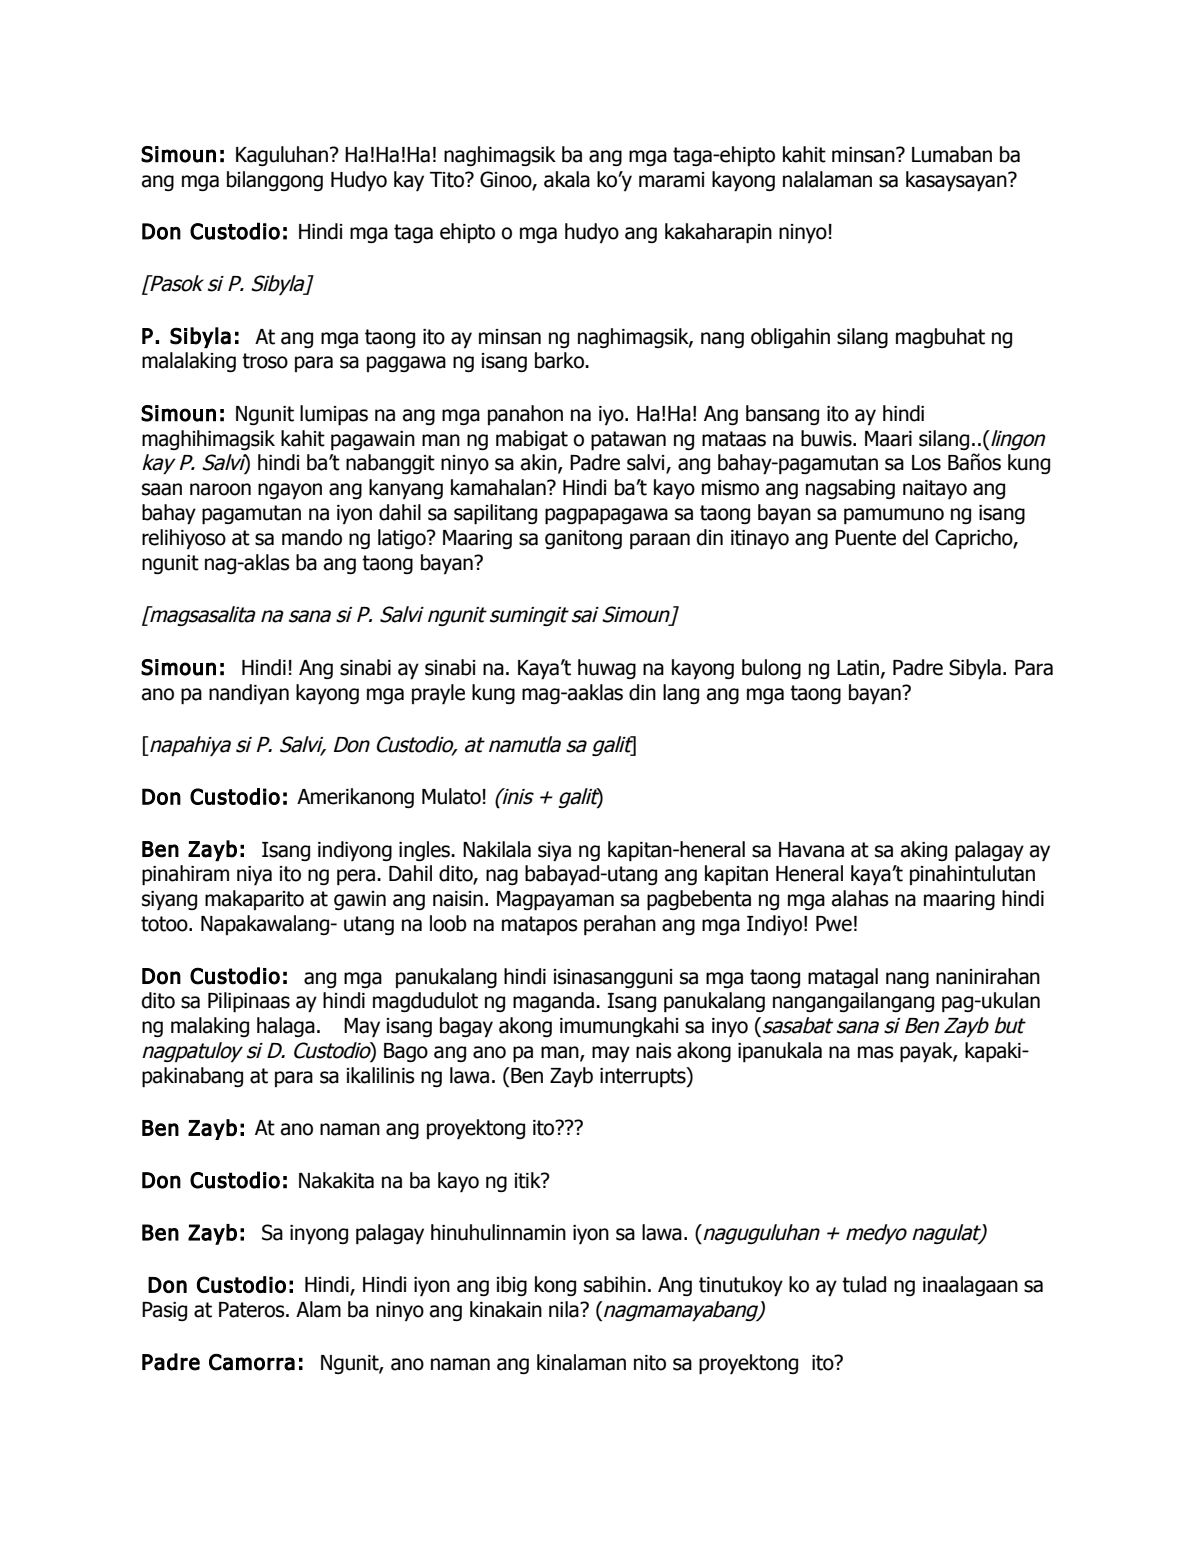 Simoun: Kaguluhan? Ha!Ha!Ha! naghimagsik ba ang mga taga-ehipto kahit minsan? Lumaban ba
ang mga bilanggong Hudyo kay Tito? Ginoo, akala ko’y marami kayong nalalaman sa kasaysayan?
Don Custodio: Hindi mga taga ehipto o mga hudyo ang kakaharapin ninyo!
[Pasok si P. Sibyla]
P. Sibyla: At ang mga taong ito ay minsan ng naghimagsik, nang obligahin silang magbuhat ng
malalaking troso para sa paggawa ng isang barko.
Simoun: Ngunit lumipas na ang mga panahon na iyo. Ha!Ha! Ang bansang ito ay hindi
maghihimagsik kahit pagawain man ng mabigat o patawan ng mataas na buwis. Maari silang..(lingon
kay P. Salvi) hindi ba’t nabanggit ninyo sa akin, Padre salvi, ang bahay-pagamutan sa Los Baños kung
saan naroon ngayon ang kanyang kamahalan? Hindi ba’t kayo mismo ang nagsabing naitayo ang
bahay pagamutan na iyon dahil sa sapilitang pagpapagawa sa taong bayan sa pamumuno ng isang
relihiyoso at sa mando ng latigo? Maaring sa ganitong paraan din itinayo ang Puente del Capricho,
ngunit nag-aklas ba ang taong bayan?
[magsasalita na sana si P. Salvi ngunit sumingit sai Simoun]
Simoun: Hindi! Ang sinabi ay sinabi na. Kaya’t huwag na kayong bulong ng Latin, Padre Sibyla. Para
ano pa nandiyan kayong mga prayle kung mag-aaklas din lang ang mga taong bayan?
[napahiya si P. Salvi, Don Custodio, at namutla sa galit]
Don Custodio: Amerikanong Mulato! (inis + galit)
Ben Zayb: Isang indiyong ingles. Nakilala siya ng kapitan-heneral sa Havana at sa aking palagay ay
pinahiram niya ito ng pera. Dahil dito, nag babayad-utang ang kapitan Heneral kaya’t pinahintulutan
siyang makaparito at gawin ang naisin. Magpayaman sa pagbebenta ng mga alahas na maaring hindi
totoo. Napakawalang- utang na loob na matapos perahan ang mga Indiyo! Pwe!
Don Custodio: ang mga panukalang hindi isinasangguni sa mga taong matagal nang naninirahan
dito sa Pilipinaas ay hindi magdudulot ng maganda. Isang panukalang nangangailangang pag-ukulan
ng malaking halaga. May isang bagay akong imumungkahi sa inyo (sasabat sana si Ben Zayb but
nagpatuloy si D. Custodio) Bago ang ano pa man, may nais akong ipanukala na mas payak, kapaki-
pakinabang at para sa ikalilinis ng lawa. (Ben Zayb interrupts)
Ben Zayb: At ano naman ang proyektong ito???
Don Custodio: Nakakita na ba kayo ng itik?
Ben Zayb: Sa inyong palagay hinuhulinnamin iyon sa lawa. (naguguluhan + medyo nagulat)
Don Custodio: Hindi, Hindi iyon ang ibig kong sabihin. Ang tinutukoy ko ay tulad ng inaalagaan sa
Pasig at Pateros. Alam ba ninyo ang kinakain nila? (nagmamayabang)
Padre Camorra: Ngunit, ano naman ang kinalaman nito sa proyektong ito?